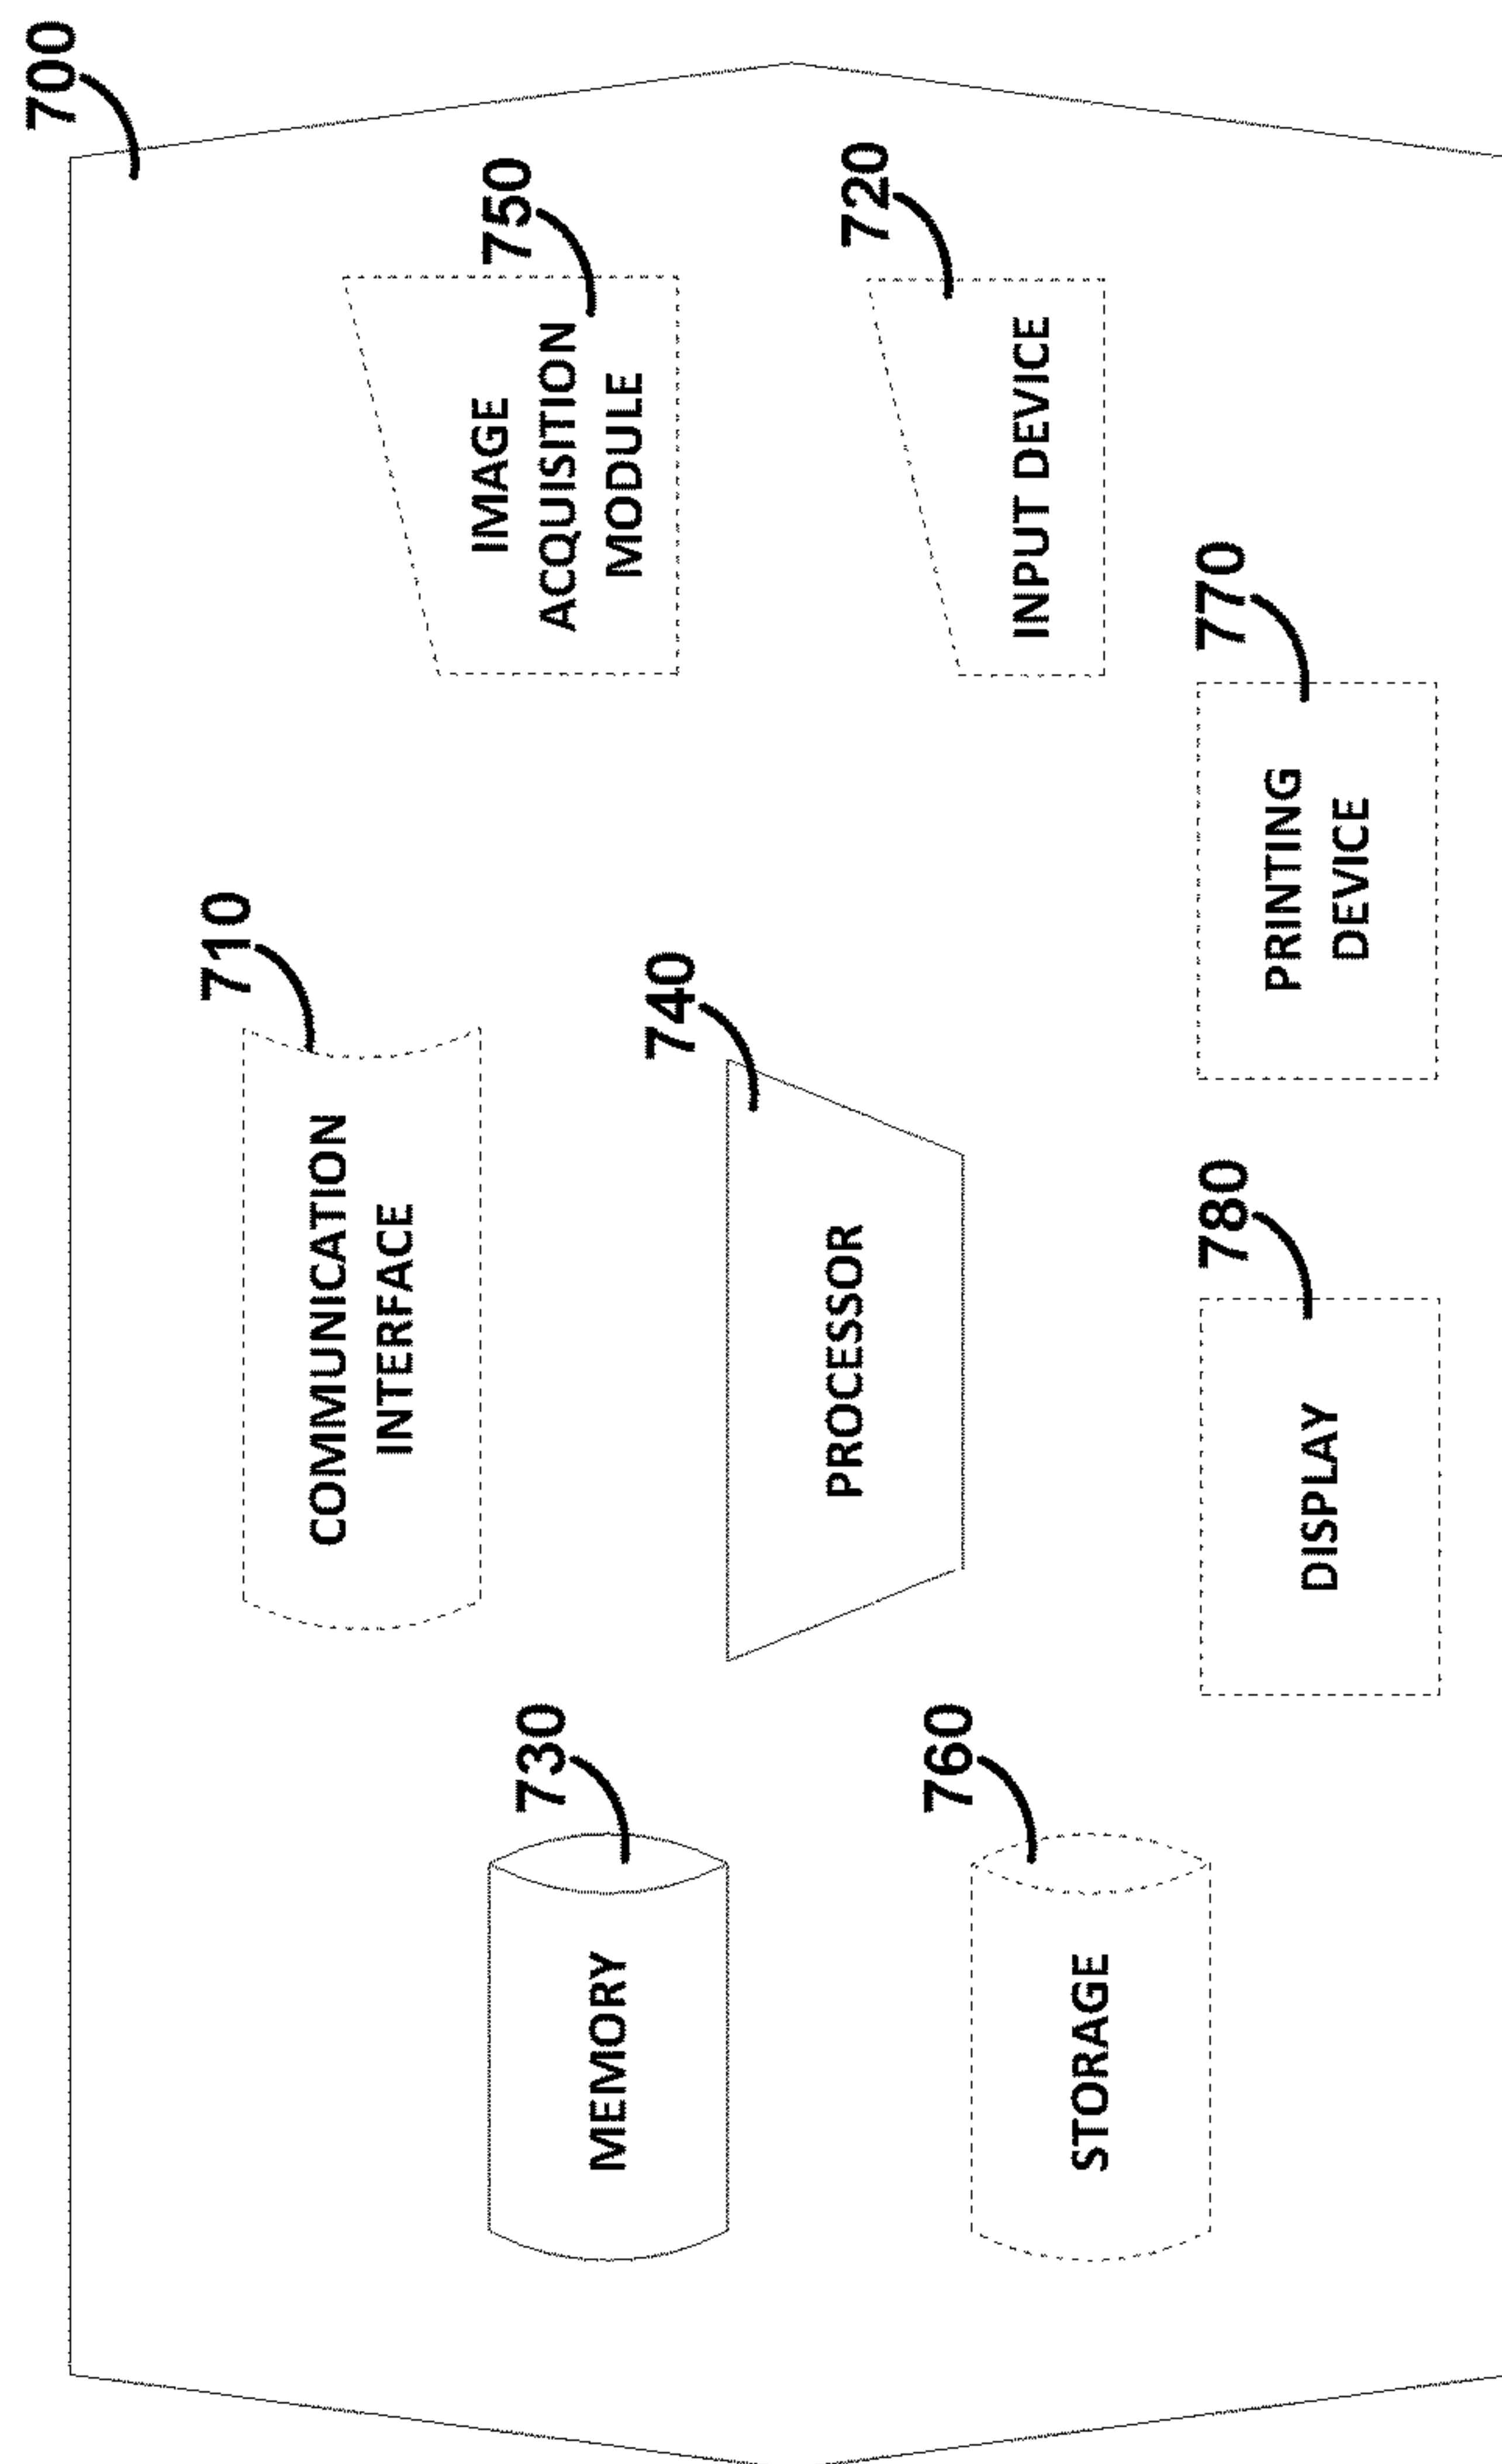 700
710
COMMUNICATION
INTERFACE
750
IMAGE
ACQUISITION
MODULE
730
MEMORY
740
PROCESSOR
720
INPUT DEVICE
760
STORAGE
780
DISPLAY
770
PRINTING
DEVICE